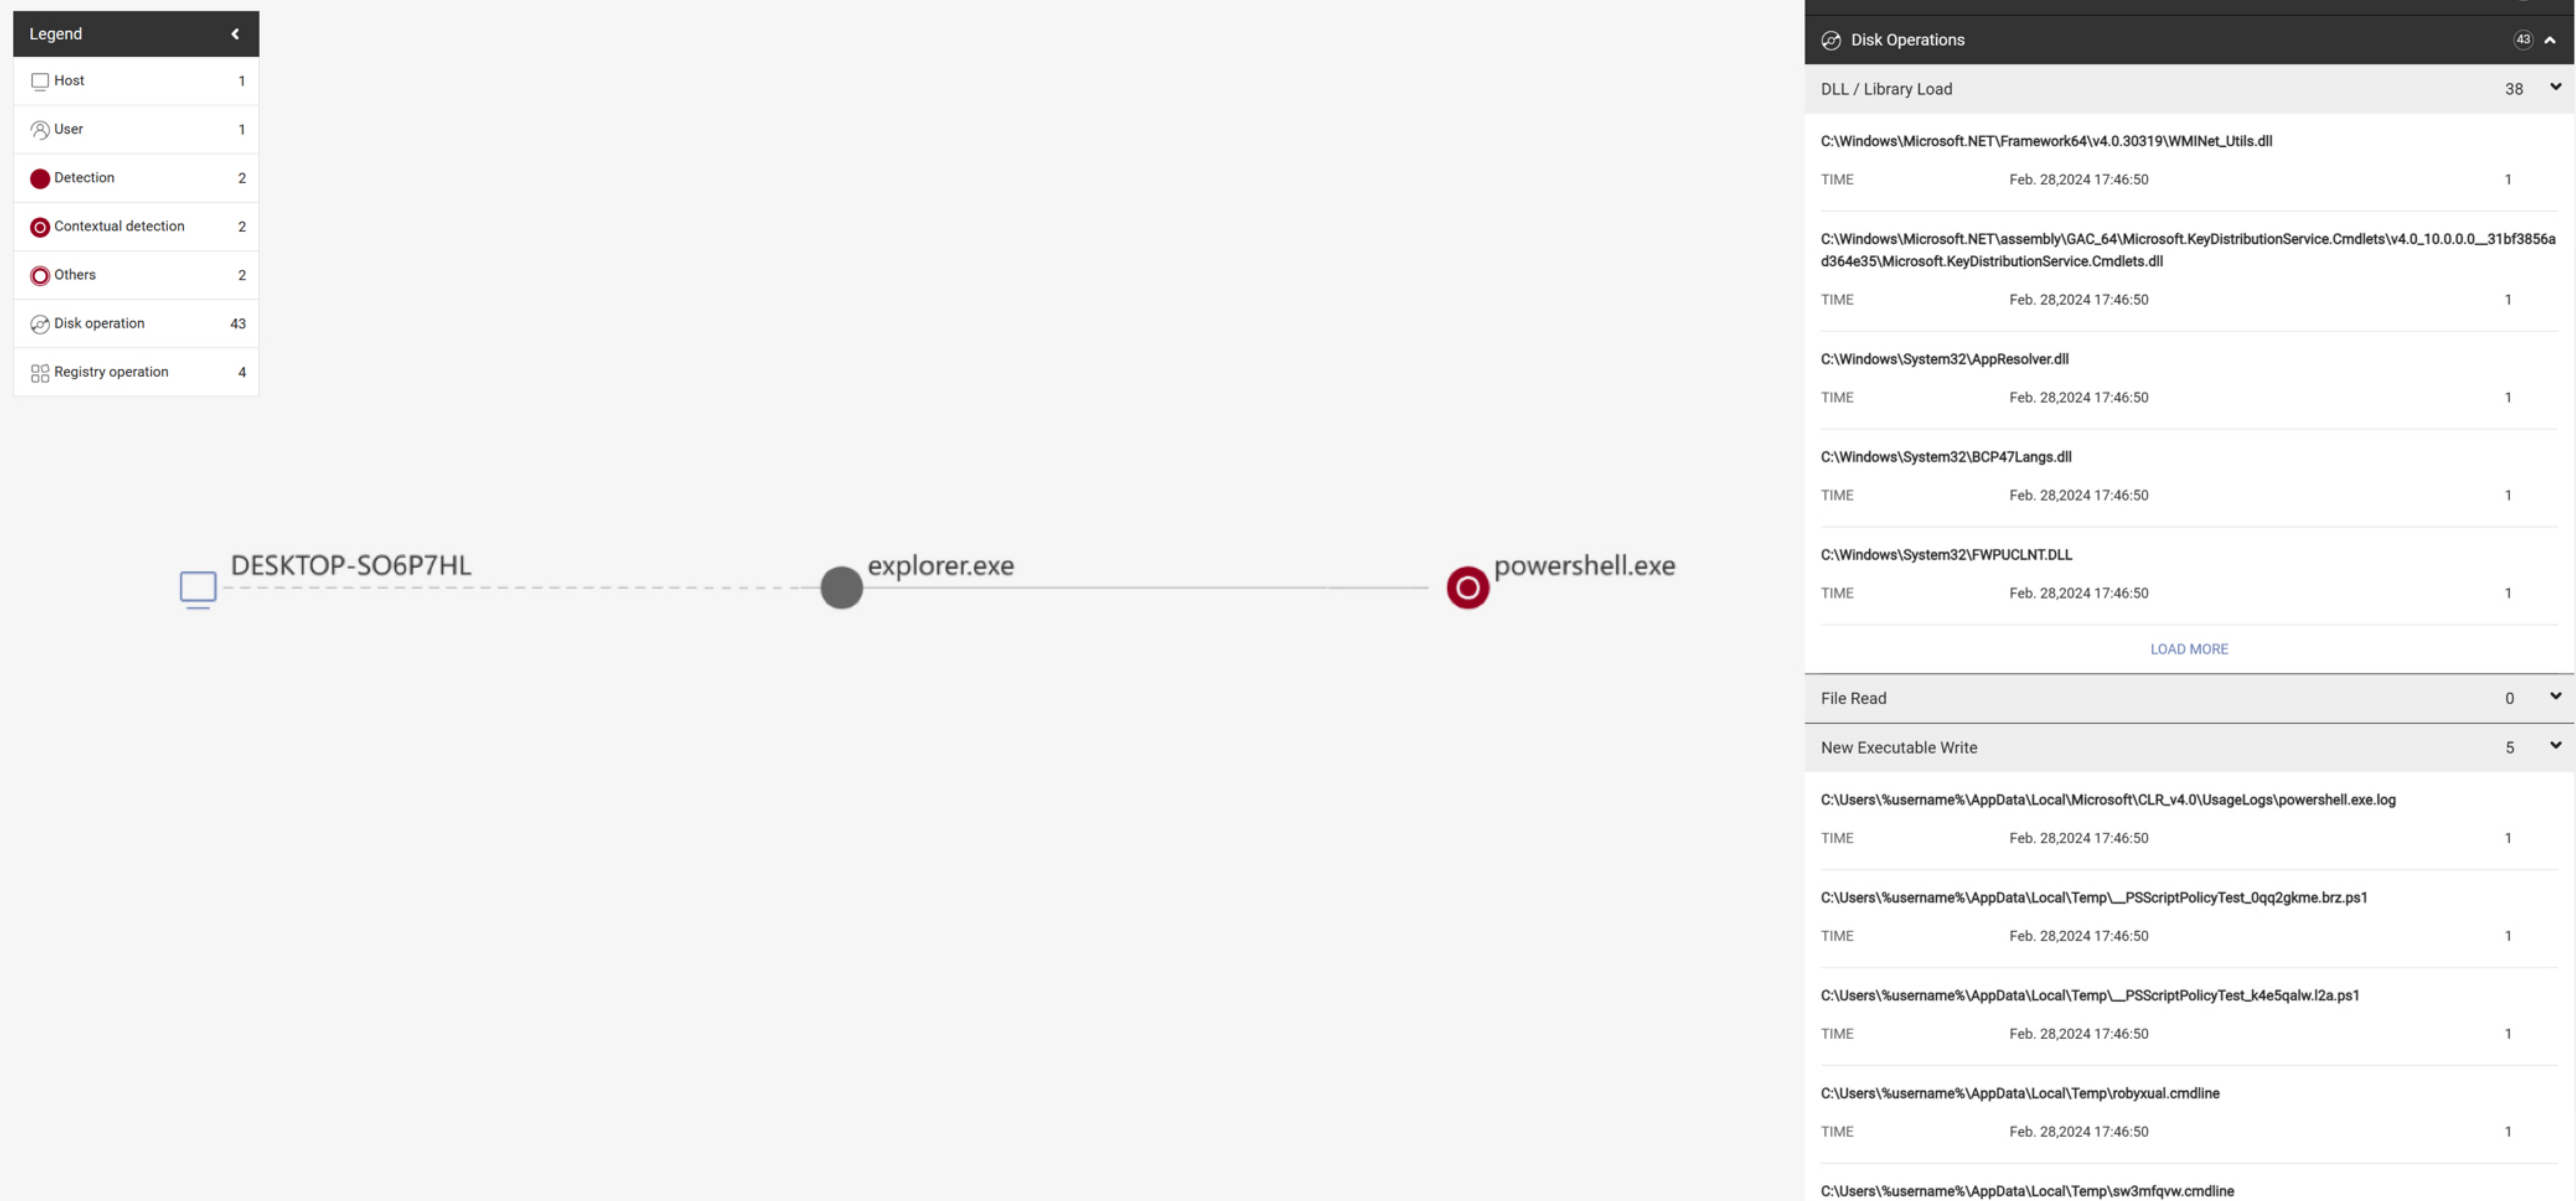 Legend
Host 1
User 1
Detection 2
Contextual detection 2
Others 2
Disk operation 43
Registry operation 4
DESKTOP-SO6P7HL
explorer.exe
powershell.exe
Disk Operations 43
DLL / Library Load 38
C:\Windows\Microsoft.NET\Framework64\v4.0.30319\WMINet_Utils.dll
TIME Feb. 28,2024 17:46:50 1
C:\Windows\Microsoft.NET\assembly\GAC_64\Microsoft.KeyDistributionService.Cmdlets\v4.0_10.0.0.0__31bf3856a
d364e35\Microsoft.KeyDistributionService.Cmdlets.dll
TIME Feb. 28,2024 17:46:50 1
C:\Windows\System32\AppResolver.dll
TIME Feb. 28,2024 17:46:50 1
C:\Windows\System32\BCP47Langs.dll
TIME Feb. 28,2024 17:46:50 1
C:\Windows\System32\FWPUCLNT.DLL
TIME Feb. 28,2024 17:46:50 1
LOAD MORE
File Read 0
New Executable Write 5
C:\Users\%username%\AppData\Local\Microsoft\CLR_v4.0\UsageLogs\powershell.exe.log
TIME Feb. 28,2024 17:46:50 1
C:\Users\%username%\AppData\Local\Temp\__PSScriptPolicyTest_0qq2gkme.brz.ps1
TIME Feb. 28,2024 17:46:50 1
C:\Users\%username%\AppData\Local\Temp\__PSScriptPolicyTest_k4e5qalw.l2a.ps1
TIME Feb. 28,2024 17:46:50 1
C:\Users\%username%\AppData\Local\Temp\robyxual.cmdline
TIME Feb. 28,2024 17:46:50 1
C:\Users\%username%\AppData\Local\Temp\sw3mfqvw.cmdline